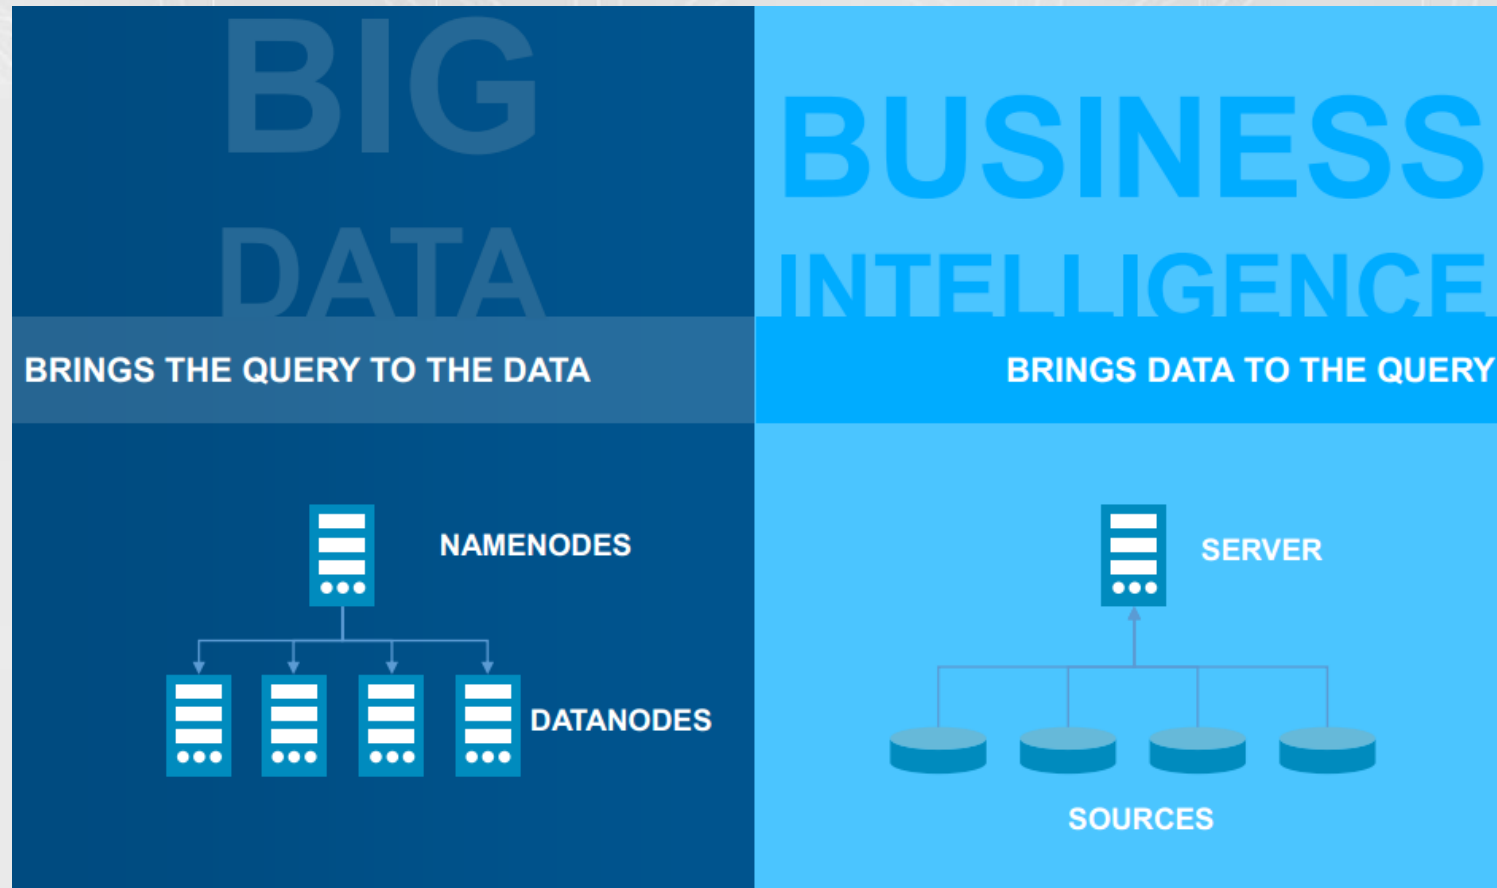 BIG
DATA
BRINGS THE QUERY TO THE DATA
NAMENODES
DATANODES
BUSINESS
INTELLIGENCE
BRINGS DATA TO THE QUERY
SERVER
SOURCES